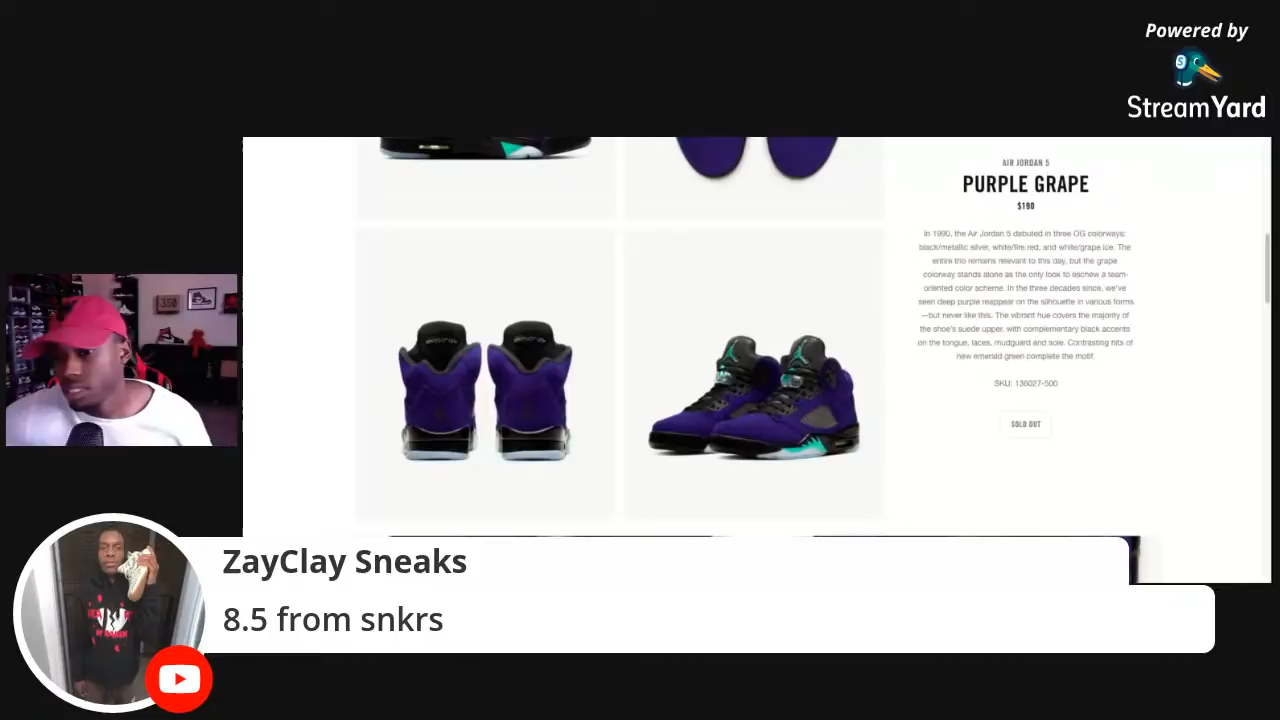 Powered by
StreamYard
350
AIR JORDAN 5
PURPLE GRAPE
$190
In 1990, the Air Jordan 5 debuted in three OG colorways:
black/metallic silver, white/fire red, and white/grape ice. The
entire trio remains relevant to this day, but the grape
colorway stands alone as the only look to eschew a team-
oriented color scheme. In the three decades since, we've
seen deep purple reappear on the silhouette in various forms
—but never like this. The vibrant hue covers the majority of
the shoe's suede upper, with complementary black accents
on the tongue, laces, mudguard and sole. Contrasting hits of
new emerald green complete the motif.
SKU: 136027-500
SOLD OUT
ZayClay Sneaks
8.5 from snkrs